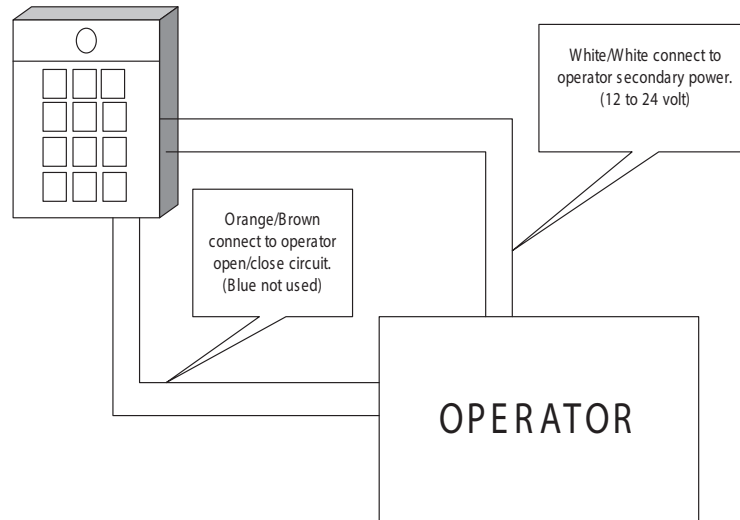 White/White connect to
operator secondary power.
(12 to 24 volt)
Orange/Brown
connect to operator
open/close circuit.
(Blue not used)
OPERATOR